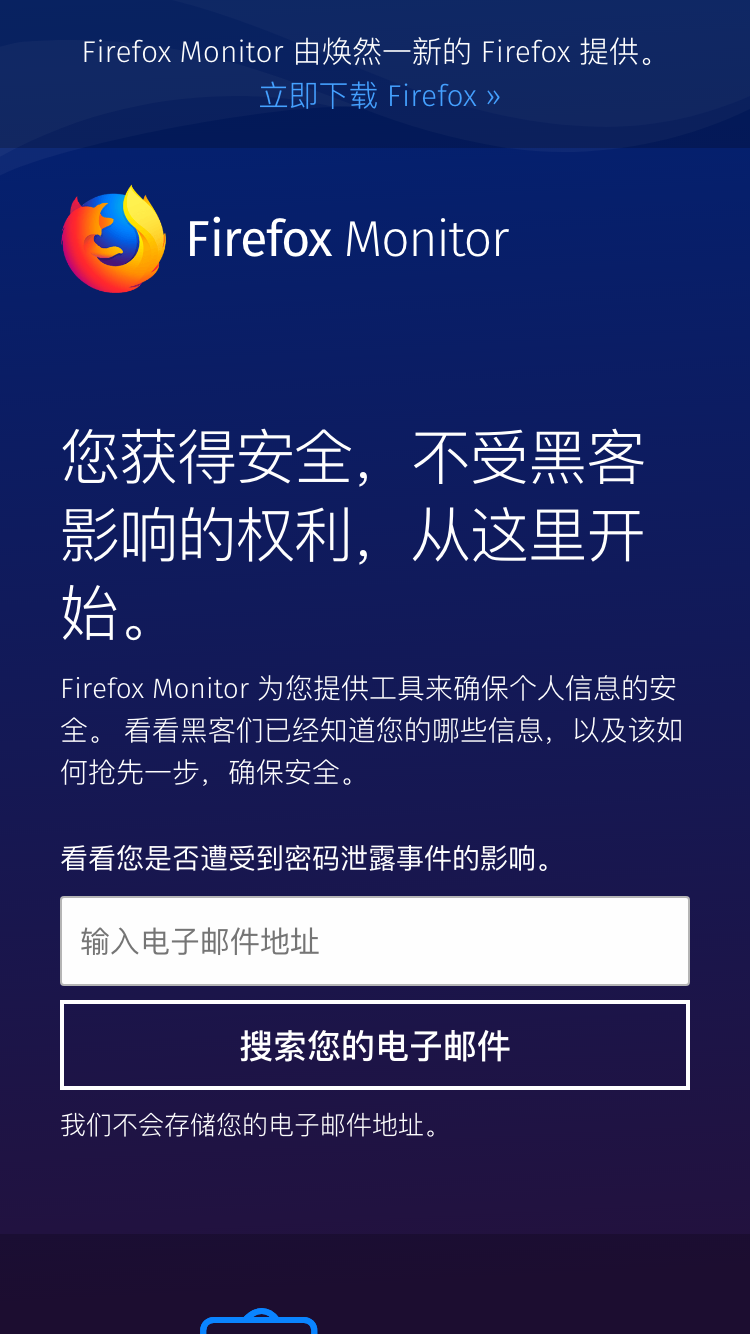 Firefox Monitor 由焕然一新的 Firefox 提供。
立即下载 Firefox »
Firefox Monitor
您获得安全，不受黑客
影响的权利，从这里开
始。
Firefox Monitor 为您提供工具来确保个人信息的安
全。 看看黑客们已经知道您的哪些信息，以及该如
何抢先一步，确保安全。
看看您是否遭受到密码泄露事件的影响。
输入电子邮件地址
搜索您的电子邮件
我们不会存储您的电子邮件地址。